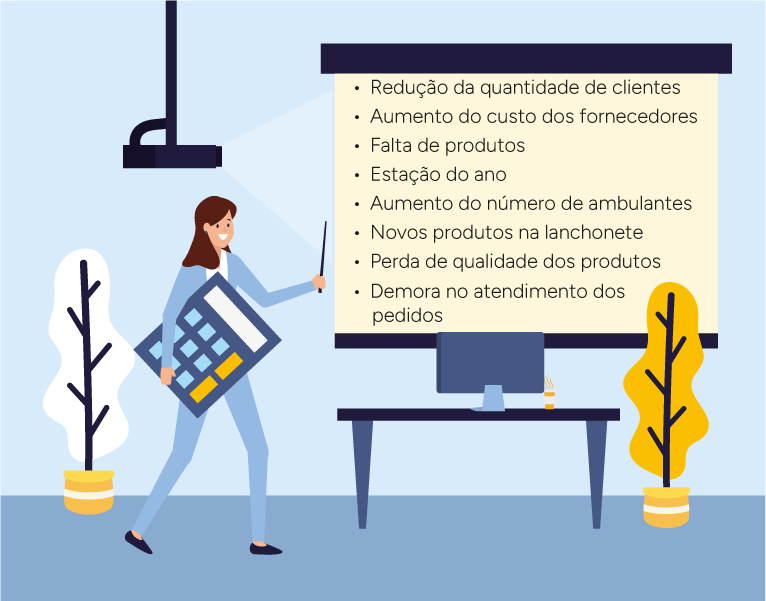 • Redução da quantidade de clientes
• Aumento do custo dos fornecedores
• Falta de produtos
• Estação do ano
• Aumento do número de ambulantes
• Novos produtos na lanchonete
• Perda de qualidade dos produtos
• Demora no atendimento dos
pedidos